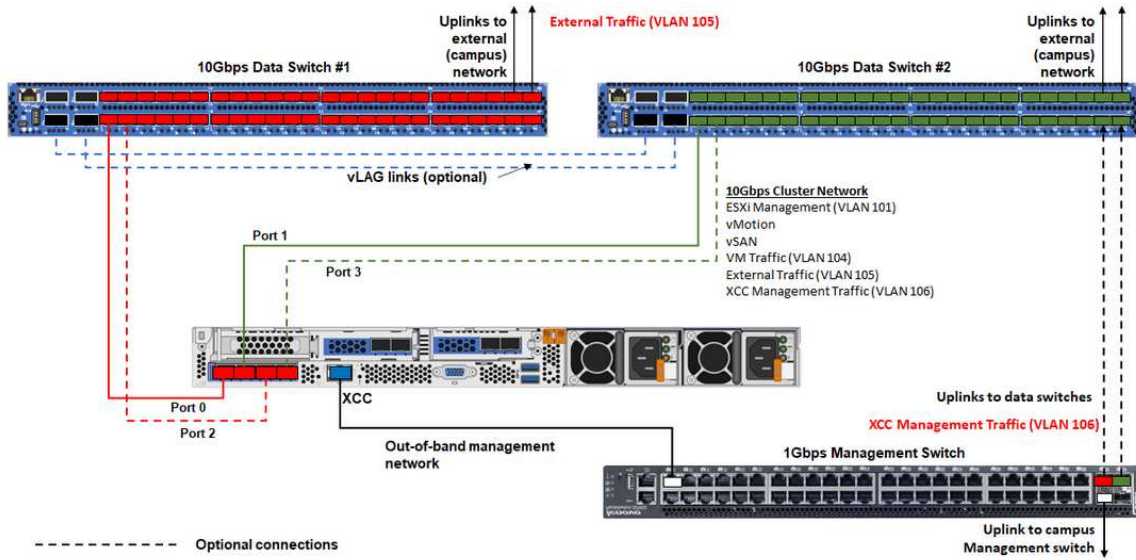 Uplinks to
external
(campus)
network
External Traffic (VLAN 105)
Uplinks to
external
(campus)
network
10Gbps Data Switch #1
10Gbps Data Switch #2
vLAG links (optional)
10Gbps Cluster Network
ESXi Management (VLAN 101)
vMotion
vSAN
VM Traffic (VLAN 104)
External Traffic (VLAN 105)
XCC Management Traffic (VLAN 106)
Port 1
Port 3
XCC
Port 0
Port 2
Uplinks to data switches
XCC Management Traffic (VLAN 106)
Out-of-band management
network
1Gbps Management Switch
Uplink to campus
Management switch
Optional connections